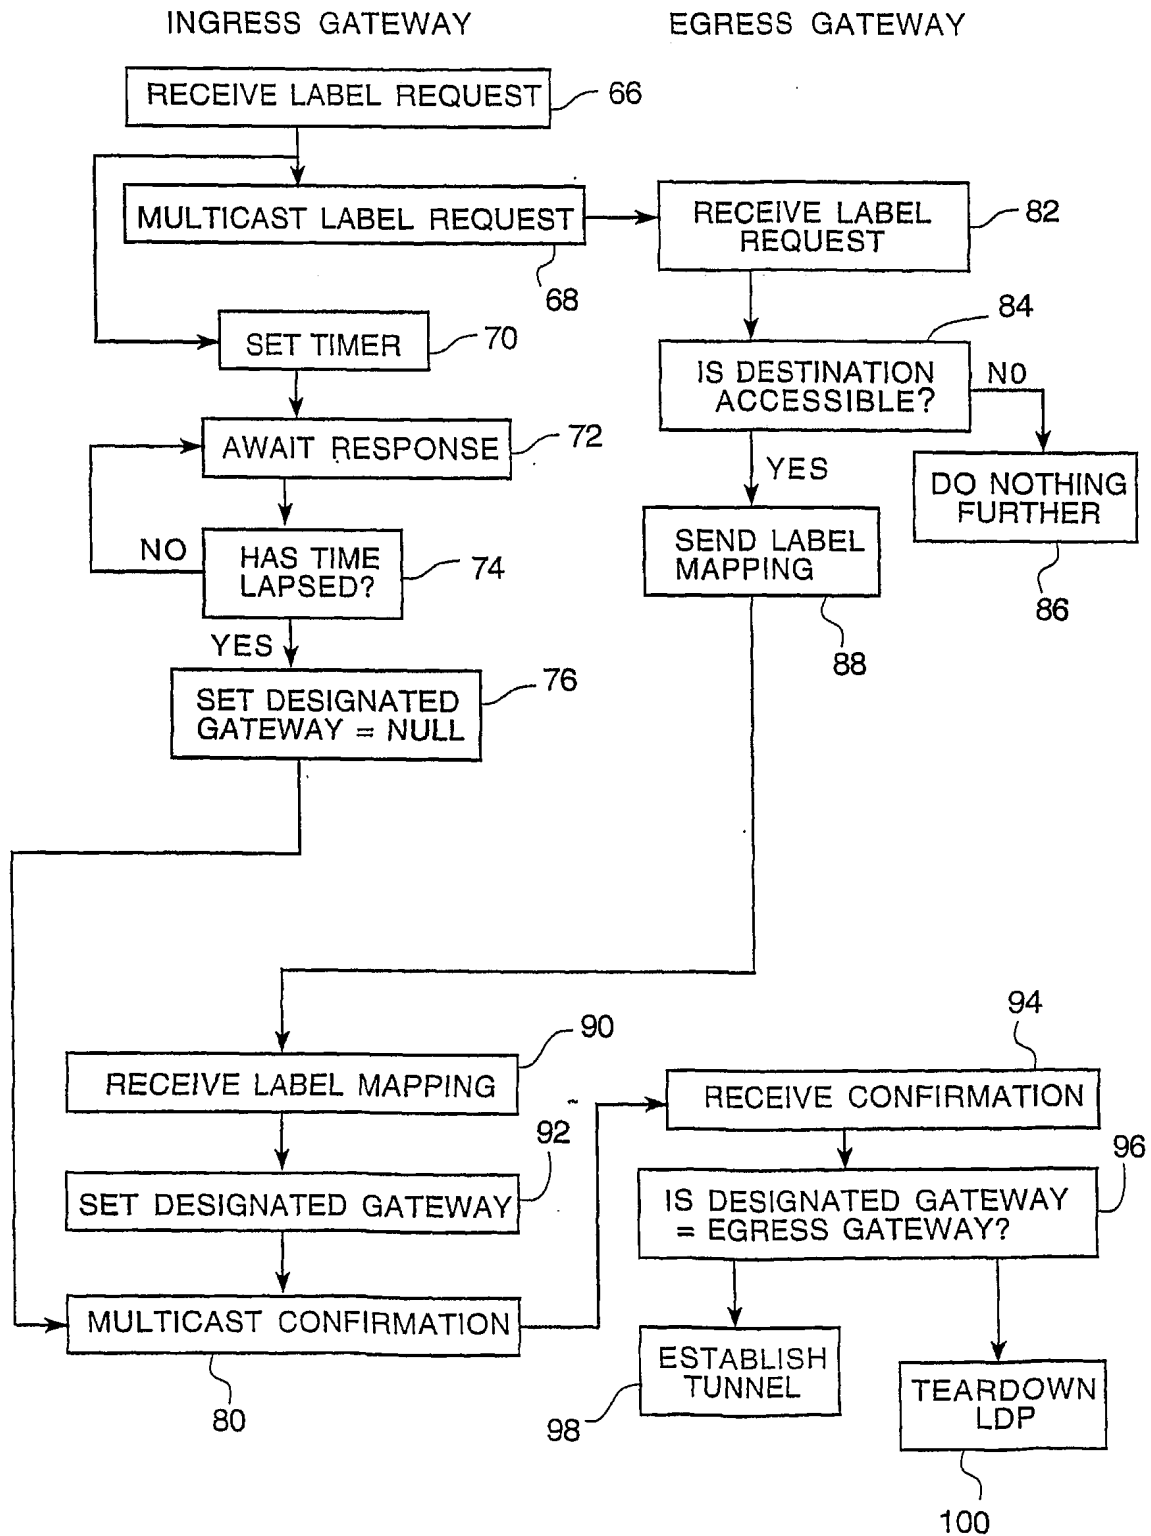 INGRESS GATEWAY
EGRESS GATEWAY
RECEIVE LABEL REQUEST
66
MULTICAST LABEL REQUEST
68
RECEIVE LABEL
REQUEST
82
SET TIMER
70
84
IS DESTINATION
ACCESSIBLE?
NO
AWAIT RESPONSE
72
YES
DO NOTHING
FURTHER
86
NO
HAS TIME
LAPSED?
74
SEND LABEL
MAPPING
88
YES
SET DESIGNATED
GATEWAY = NULL
76
RECEIVE LABEL MAPPING
90
94
RECEIVE CONFIRMATION
SET DESIGNATED GATEWAY
92
96
IS DESIGNATED GATEWAY
= EGRESS GATEWAY?
MULTICAST CONFIRMATION
80
ESTABLISH
TUNNEL
98
TEARDOWN
LDP
100